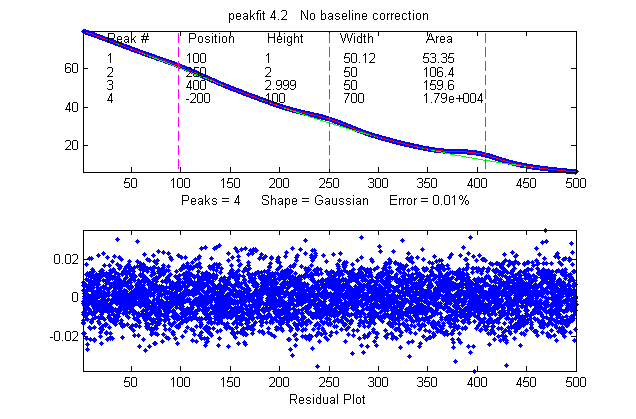 peakfit 4.2 No baseline correction
Peak # Position Height Width Area
1 100 1 50.12 53.35
2 250 2 50 106.4
3 400 2.999 50 159.6
4 -200 100 700 1.79e+004
60
40
20
50 100 150 200 250 300 350 400 450 500
Peaks = 4 Shape = Gaussian Error = 0.01%
0.02
0
-0.02
50 100 150 200 250 300 350 400 450 500
Residual Plot